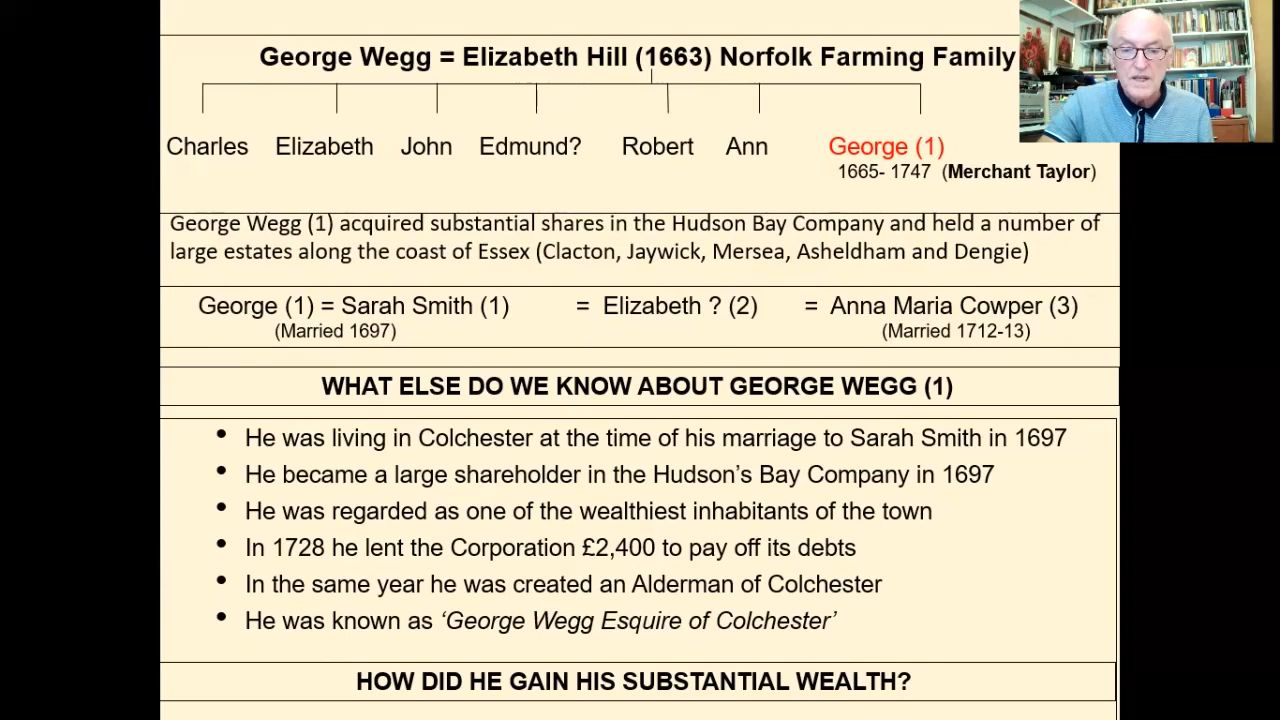 George Wegg = Elizabeth Hill (1663) Norfolk Farming Family
Charles Elizabeth John Edmund? Robert Ann George (1)
1665- 1747 (Merchant Taylor)
George Wegg (1) acquired substantial shares in the Hudson Bay Company and held a number of
large estates along the coast of Essex (Clacton, Jaywick, Mersea, Asheldham and Dengie)
George (1) = Sarah Smith (1) = Elizabeth ? (2) = Anna Maria Cowper (3)
(Married 1697) (Married 1712-13)
WHAT ELSE DO WE KNOW ABOUT GEORGE WEGG (1)
• He was living in Colchester at the time of his marriage to Sarah Smith in 1697
• He became a large shareholder in the Hudson’s Bay Company in 1697
• He was regarded as one of the wealthiest inhabitants of the town
• In 1728 he lent the Corporation £2,400 to pay off its debts
• In the same year he was created an Alderman of Colchester
• He was known as ‘George Wegg Esquire of Colchester’
HOW DID HE GAIN HIS SUBSTANTIAL WEALTH?